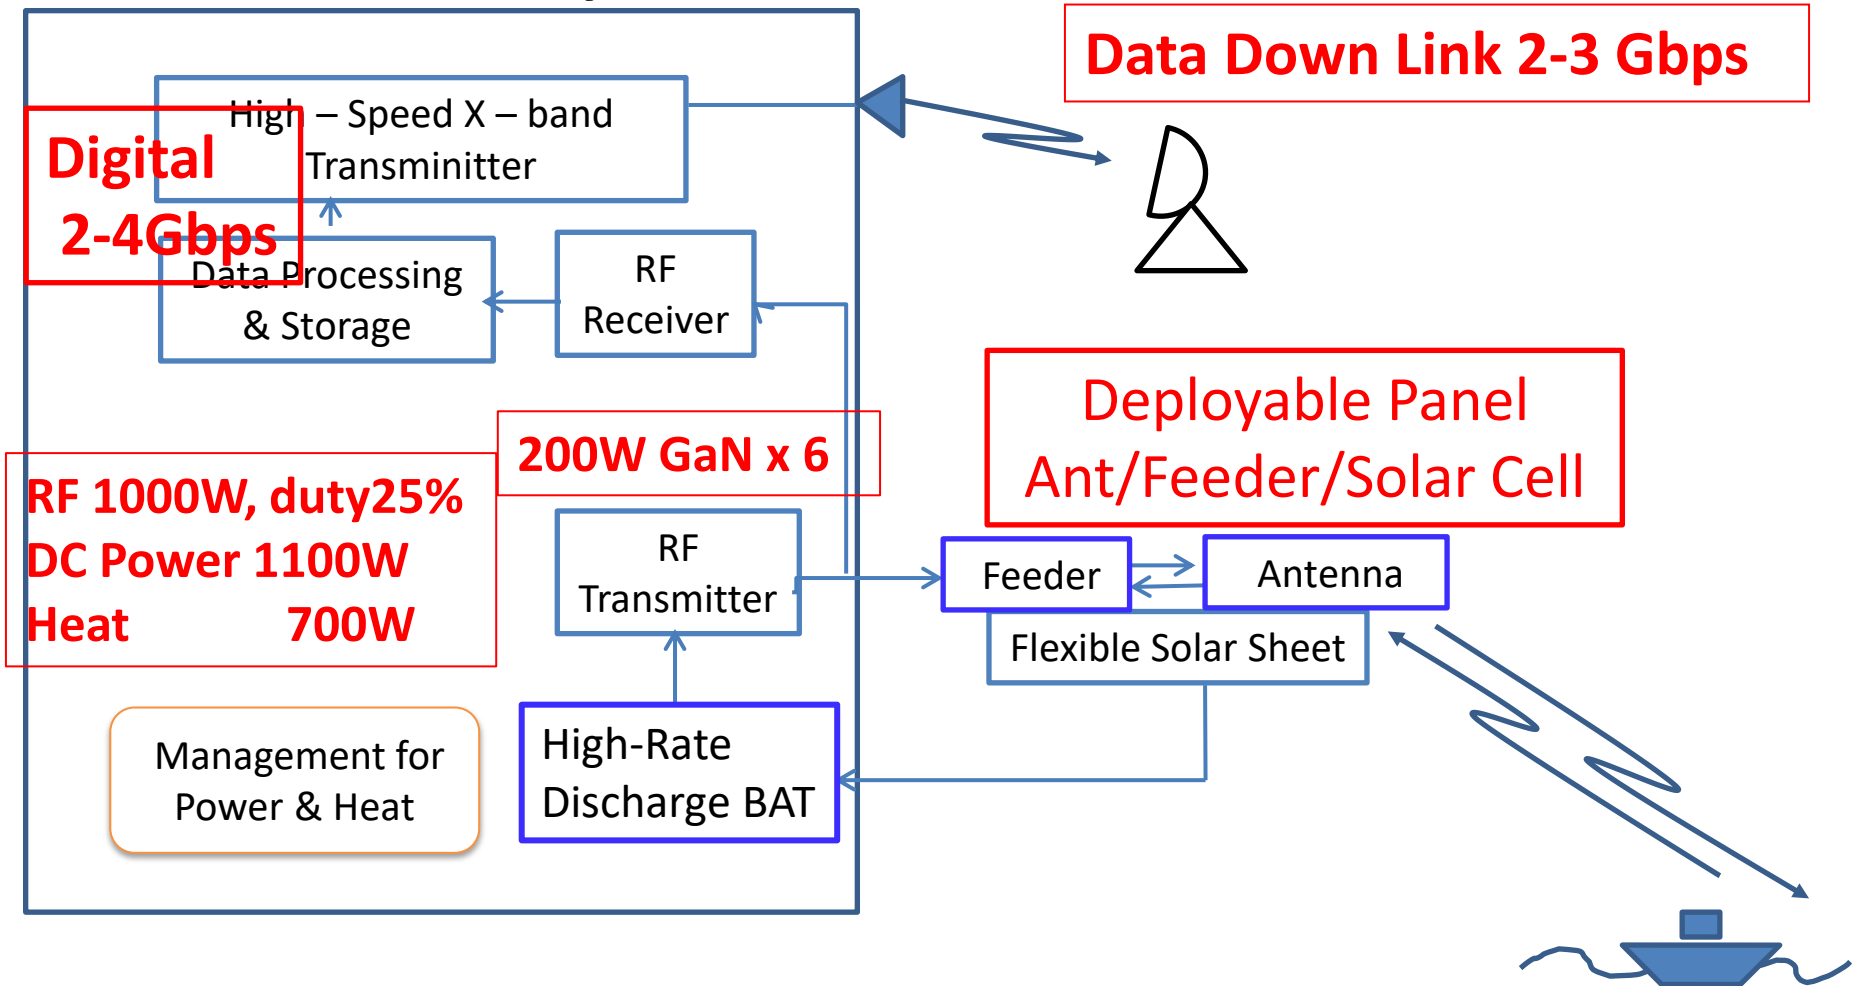 Data Down Link 2-3 Gbps
High – Speed X – band
Transminitter
Digital
2-4Gbps
Data Processing
& Storage
RF
Receiver
Deployable Panel
Ant/Feeder/Solar Cell
200W GaN x 6
RF 1000W, duty25%
DC Power 1100W
Heat 700W
RF
Transmitter
Feeder
Antenna
Flexible Solar Sheet
Management for
Power & Heat
High-Rate
Discharge BAT